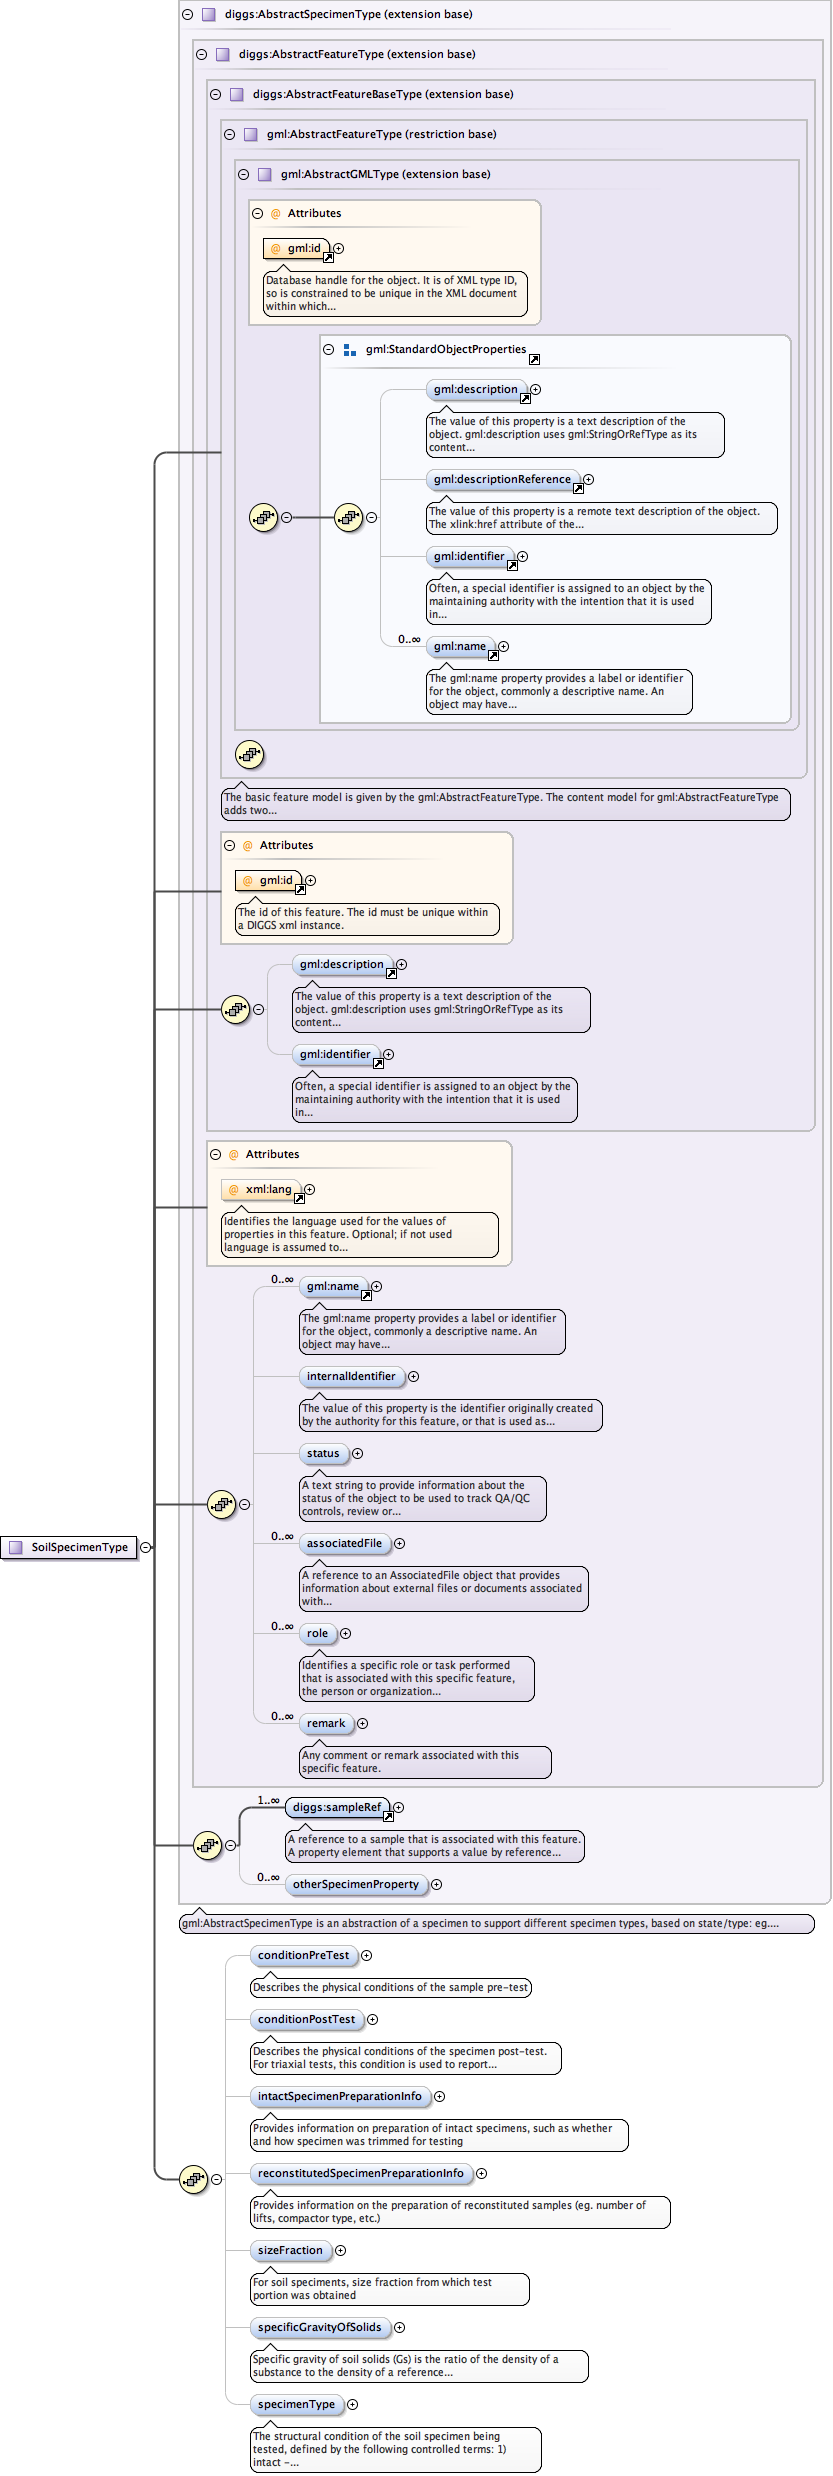 diggs:AbstractSpecimenType (extension base)
diggs:AbstractFeatureType (extension base)
diggs:AbstractFeatureBaseType (extension base)
gml:AbstractFeatureType (restriction base)
gml:AbstractGMLType (extension base)
@ Attributes
@ gml:id
Database handle for the object. It is of XML type ID,
so is constrained to be unique in the XML document
within which...
gml:StandardObjectProperties
gml:description
The value of this property is a text description of the
object. gml:description uses gml:StringOrRefType as its
content...
gml:descriptionReference
The value of this property is a remote text description of the object.
The xlink:href attribute of the...
gml:identifier
Often, a special identifier is assigned to an object by the
maintaining authority with the intention that it is used
in...
0..∞
gml:name
The gml:name property provides a label or identifier
for the object, commonly a descriptive name. An
object may have...
The basic feature model is given by the gml:AbstractFeatureType. The content model for gml:AbstractFeatureType
adds two...
@ Attributes
@ gml:id
The id of this feature. The id must be unique within
a DIGGS xml instance.
gml:description
The value of this property is a text description of the
object. gml:description uses gml:StringOrRefType as its
content...
gml:identifier
Often, a special identifier is assigned to an object by the
maintaining authority with the intention that it is used
in...
@ Attributes
@ xml:lang
Identifies the language used for the values of
properties in this feature. Optional; if not used
language is assumed to...
0..∞
gml:name
The gml:name property provides a label or identifier
for the object, commonly a descriptive name. An
object may have...
internalIdentifier
The value of this property is the identifier originally created
by the authority for this feature, or that is used as...
status
A text string to provide information about the
status of the object to be used to track QA/QC
controls, review or...
SoilSpecimenType
0..∞
associatedFile
A reference to an AssociatedFile object that provides
information about external files or documents associated
with...
0..∞
role
Identifies a specific role or task performed
that is associated with this specific feature,
the person or organization...
0..∞
remark
Any comment or remark associated with this
specific feature.
1..∞
diggs:sampleRef
A reference to a sample that is associated with this feature.
A property element that supports a value by reference...
0..∞
otherSpecimenProperty
gml:AbstractSpecimenType is an abstraction of a specimen to support different specimen types, based on state/type: eg....
conditionPreTest
Describes the physical conditions of the sample pre-test
conditionPostTest
Describes the physical conditions of the specimen post-test.
For triaxial tests, this condition is used to report...
intactSpecimenPreparationInfo
Provides information on preparation of intact specimens, such as whether
and how specimen was trimmed for testing
reconstitutedSpecimenPreparationInfo
Provides information on the preparation of reconstituted samples (eg. number of
lifts, compactor type, etc.)
sizeFraction
For soil speciments, size fraction from which test
portion was obtained
specificGravityOfSolids
Specific gravity of soil solids (Gs) is the ratio of the density of a
substance to the density of a reference...
specimenType
The structural condition of the soil specimen being
tested, defined by the following controlled terms: 1)
intact -...